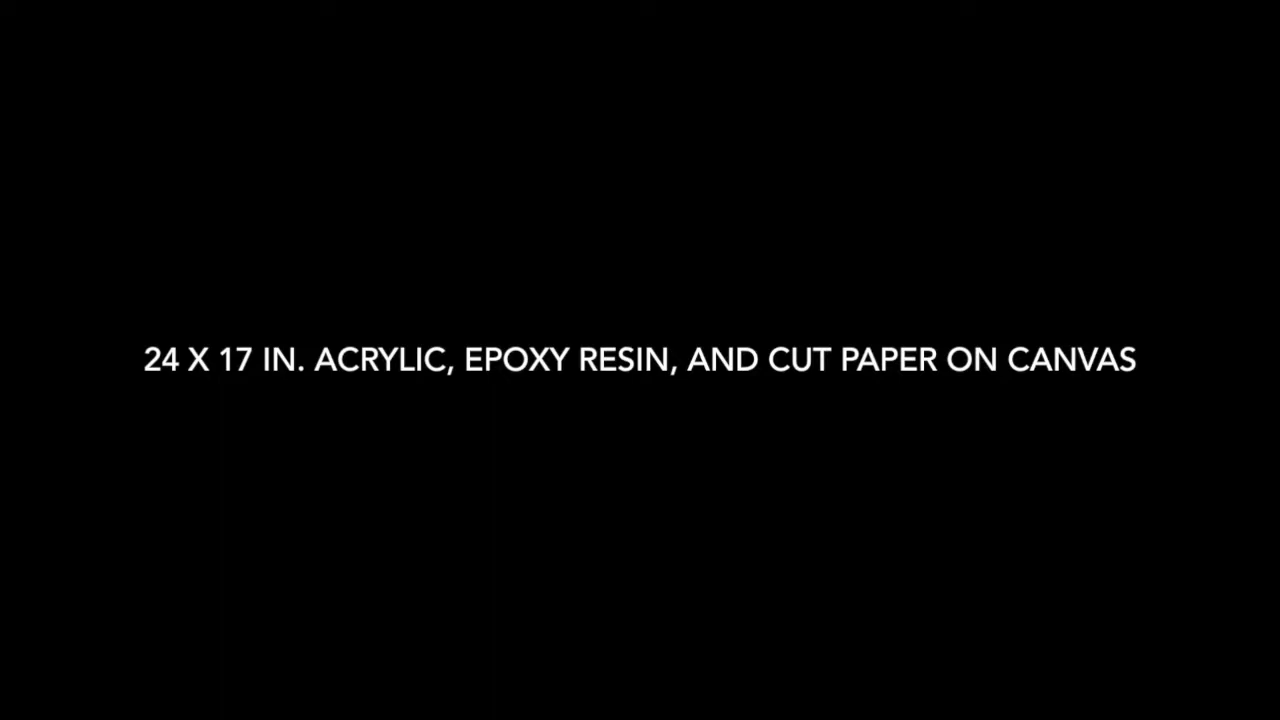 24 X 17 IN. ACRYLIC, EPOXY RESIN, AND CUT PAPER ON CANVAS